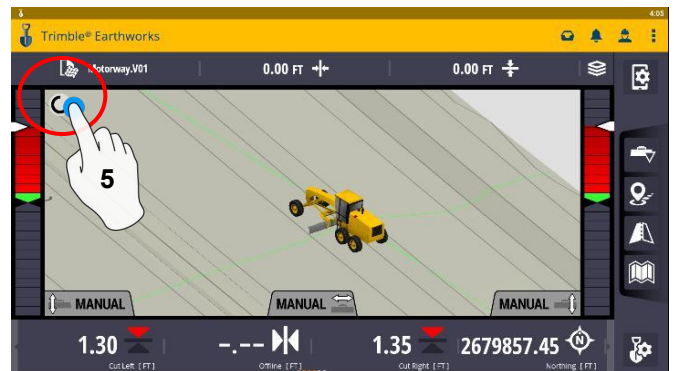 4:05
Trimble® Earthworks
Motorway.V01
0.00 FT
0.00 FT
5
MANUAL
MANUAL
MANUAL
1.30
-.--
1.35
2679857.45
N
Cut Left [FT]
Offline [FT]
Cut Right [FT]
Northing [FT]